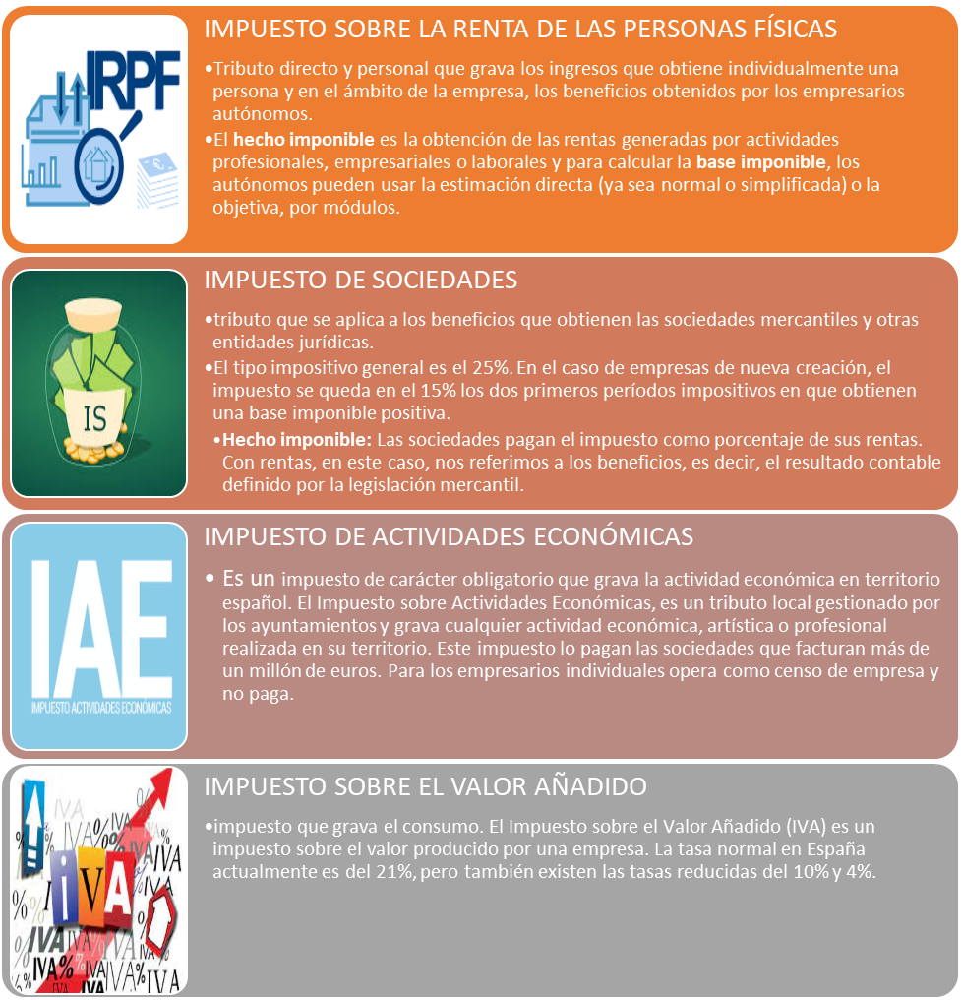 IMPUESTO SOBRE LA RENTA DE LAS PERSONAS FÍSICAS
IRPF
•Tributo directo y personal que grava los ingresos que obtiene individualmente una
persona y en el ámbito de la empresa, los beneficios obtenidos por los empresarios
autónomos.
•El hecho imponible es la obtención de las rentas generadas por actividades
profesionales, empresariales o laborales y para calcular la base imponible, los
autónomos pueden usar la estimación directa (ya sea normal o simplificada) o la
objetiva, por módulos.
IMPUESTO DE SOCIEDADES
IS
•tributo que se aplica a los beneficios que obtienen las sociedades mercantiles y otras
entidades jurídicas.
•El tipo impositivo general es el 25%. En el caso de empresas de nueva creación, el
impuesto se queda en el 15% los dos primeros períodos impositivos en que obtienen
una base imponible positiva.
•Hecho imponible: Las sociedades pagan el impuesto como porcentaje de sus rentas.
Con rentas, en este caso, nos referimos a los beneficios, es decir, el resultado contable
definido por la legislación mercantil.
IMPUESTO DE ACTIVIDADES ECONÓMICAS
IAE
IMPUESTO ACTIVIDADES ECONÓMICAS
• Es un impuesto de carácter obligatorio que grava la actividad económica en territorio
español. El Impuesto sobre Actividades Económicas, es un tributo local gestionado por
los ayuntamientos y grava cualquier actividad económica, artística o profesional
realizada en su territorio. Este impuesto lo pagan las sociedades que facturan más de
un millón de euros. Para los empresarios individuales opera como censo de empresa y
no paga.
IMPUESTO SOBRE EL VALOR AÑADIDO
iVA
•impuesto que grava el consumo. El Impuesto sobre el Valor Añadido (IVA) es un
impuesto sobre el valor producido por una empresa. La tasa normal en España
actualmente es del 21%, pero también existen las tasas reducidas del 10% y 4%.